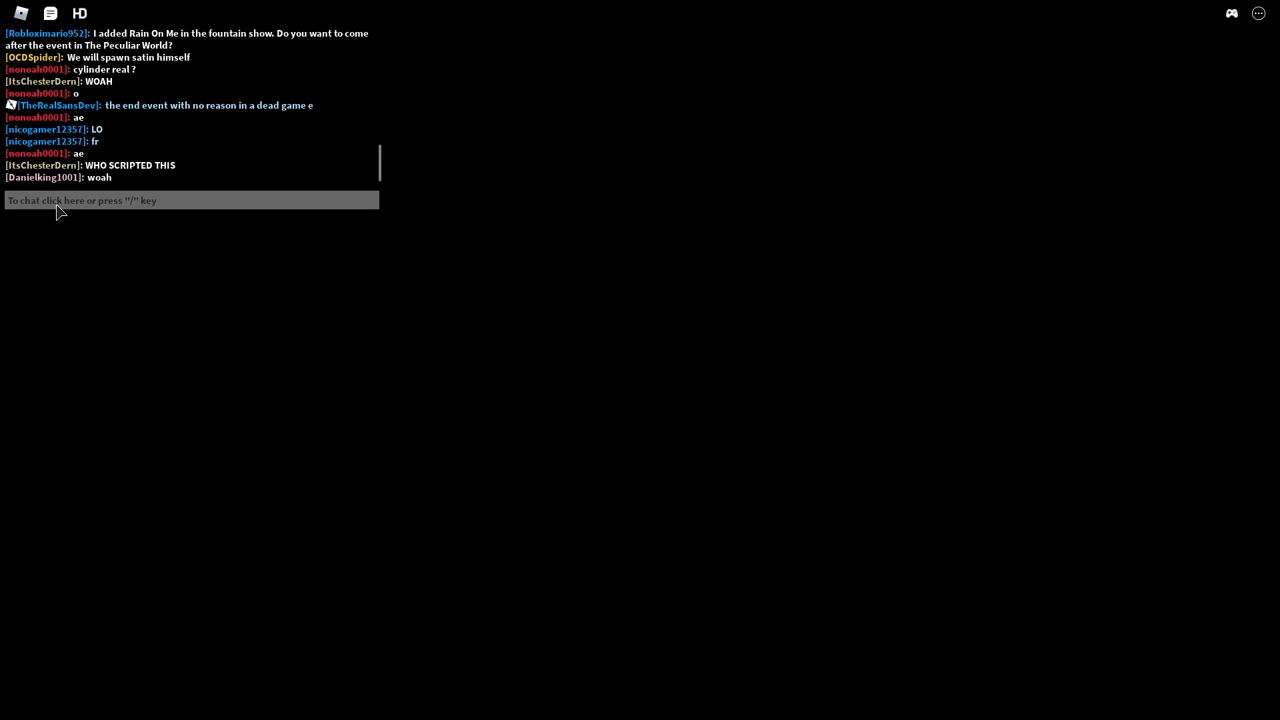 HD
[Robloximario952]: I added Rain On Me in the fountain show. Do you want to come
after the event in The Peculiar World?
[OCDSpider]: We will spawn satin himself
[nonoah0001]: cylinder real ?
[ItsChesterDern]: WOAH
[nonoah0001]: o
[TheRealSansDev]: the end event with no reason in a dead game e
[nonoah0001]: ae
[nicogamer12357]: LO
[nicogamer12357]: fr
[nonoah0001]: ae
[ItsChesterDern]: WHO SCRIPTED THIS
[Danielking1001]: woah
To chat click here or press "/" key